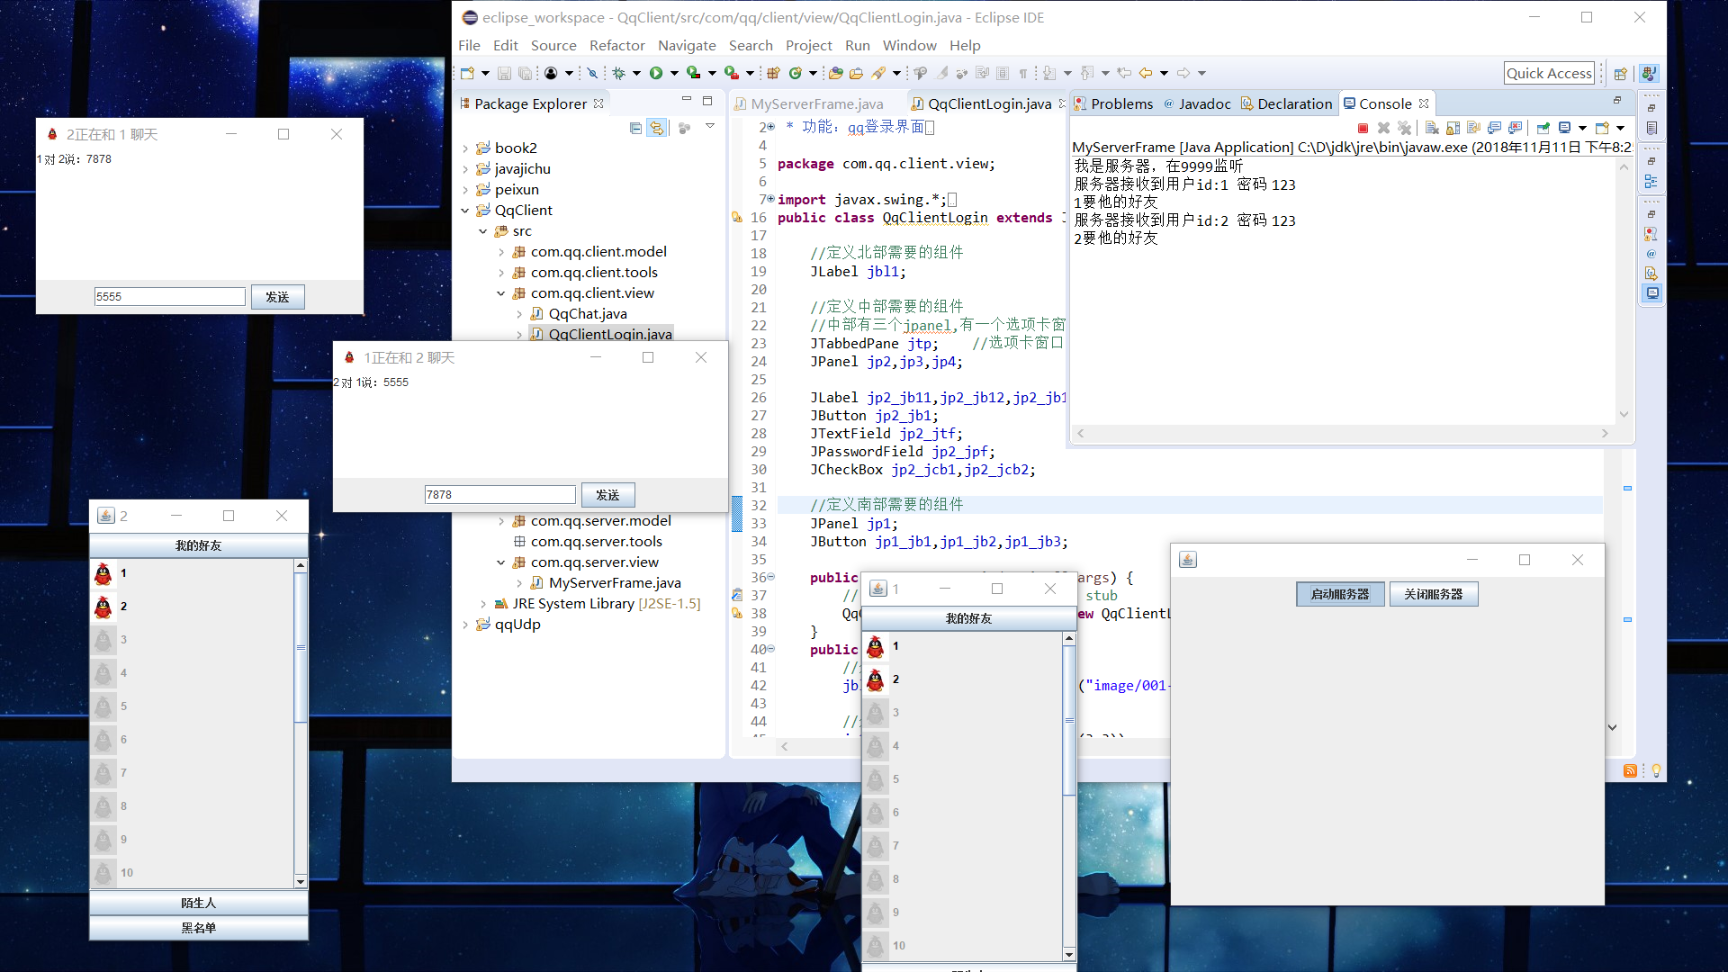 eclipse_workspace - QqClient/src/com/qq/client/view/QqClientLogin.java - Eclipse IDE
File Edit Source Refactor Navigate Search Project Run Window Help
Quick Access
Package Explorer
book2
javajichu
peixun
QqClient
src
com.qq.client.model
com.qq.client.tools
com.qq.client.view
QqChat.java
QqClientLogin.java
com.qq.server.model
com.qq.server.tools
com.qq.server.view
MyServerFrame.java
JRE System Library [J2SE-1.5]
qqUdp
MyServerFrame.java
QqClientLogin.java
2 * 功能：qq登录界面
4
5 package com.qq.client.view;
6
7 import javax.swing.*;
16 public class QqClientLogin extends J
17
18 //定义北部需要的组件
19 JLabel jbl1;
20
21 //定义中部需要的组件
22 //中部有三个jpanel,有一个选项卡窗
23 JTabbedPane jtp; //选项卡窗口
24 JPanel jp2,jp3,jp4;
25
26 JLabel jp2_jb11,jp2_jb12,jp2_jb1
27 JButton jp2_jb1;
28 JTextField jp2_jtf;
29 JPasswordField jp2_jpf;
30 JCheckBox jp2_jcb1,jp2_jcb2;
31
32 //定义南部需要的组件
33 JPanel jp1;
34 JButton jp1_jb1,jp1_jb2,jp1_jb3;
35
36 public args) {
37 // stub
38 Qq ew QqClientL
39 }
40 public
41 //
42 jb ("image/001-
43
44 //
Problems
Javadoc
Declaration
Console
MyServerFrame [Java Application] C:\D\jdk\jre\bin\javaw.exe (2018年11月11日 下午8:2
我是服务器，在9999监听
服务器接收到用户id:1 密码 123
1要他的好友
服务器接收到用户id:2 密码 123
2要他的好友
2正在和 1 聊天
1 对 2说：7878
5555
发送
1正在和 2 聊天
2 对 1说：5555
7878
发送
2
我的好友
1
2
3
4
5
6
7
8
9
10
陌生人
黑名单
1
我的好友
1
2
3
4
5
6
7
8
9
10
启动服务器
关闭服务器